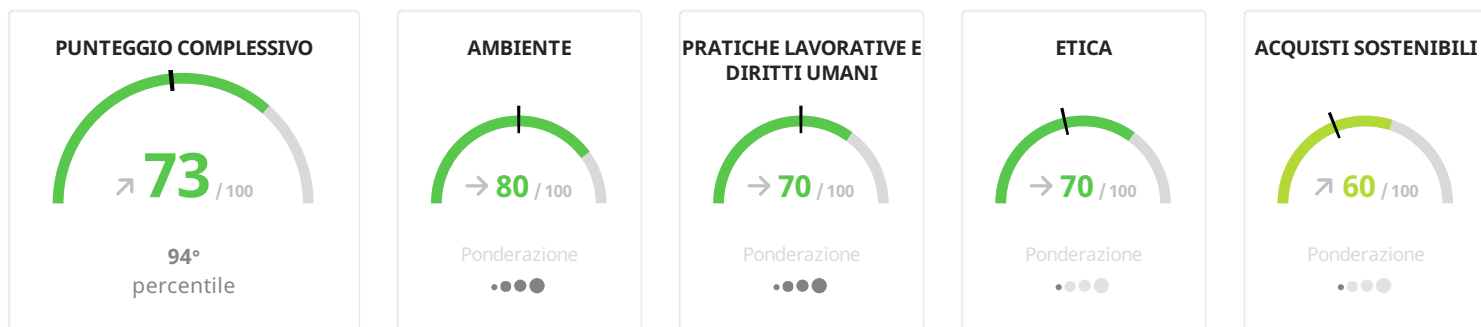 PUNTEGGIO COMPLESSIVO
73 / 100
94°
percentile
AMBIENTE
80 / 100
Ponderazione
PRATICHE LAVORATIVE E
DIRITTI UMANI
70 / 100
Ponderazione
ETICA
70 / 100
Ponderazione
ACQUISTI SOSTENIBILI
60 / 100
Ponderazione